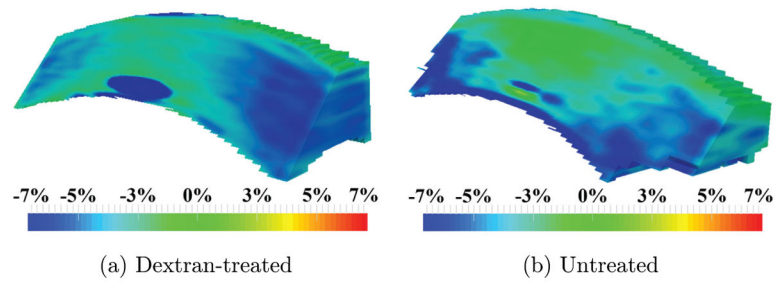 -7% -5% -3% 0% 3% 5% 7%
-7% -5% -3% 0% 3% 5% 7%
(a) Dextran-treated
(b) Untreated